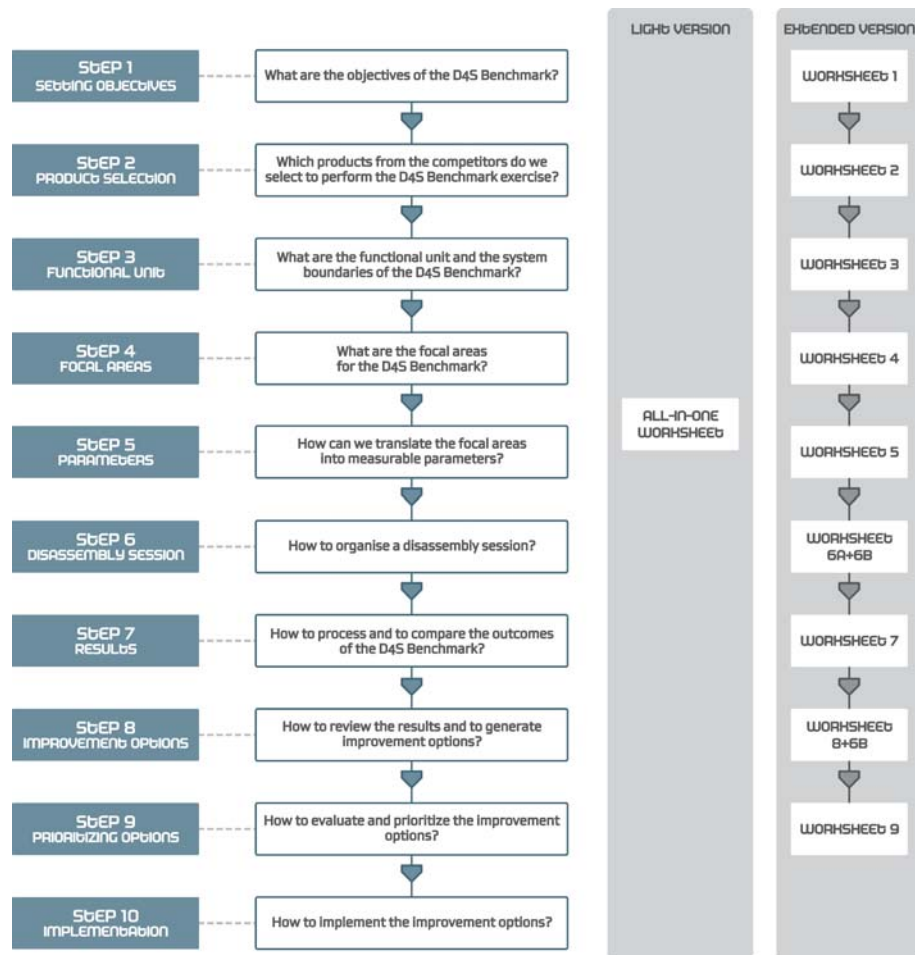 LIGHT VERSION
EXTENDED VERSION
STEP 1
SETTING OBJECTIVES
What are the objectives of the D4S Benchmark?
WORKSHEET 1
STEP 2
PRODUCT SELECTION
Which products from the competitors do we
select to perform the D4S Benchmark exercise?
WORKSHEET 2
STEP 3
FUNCTIONAL UNIT
What are the functional unit and the system
boundaries of the D4S Benchmark?
WORKSHEET 3
STEP 4
FOCAL AREAS
What are the focal areas
for the D4S Benchmark?
WORKSHEET 4
ALL-IN-ONE
WORKSHEET
STEP 5
PARAMETERS
How can we translate the focal areas
into measurable parameters?
WORKSHEET 5
STEP 6
DISASSEMBLY SESSION
How to organise a disassembly session?
WORKSHEET
6A+6B
STEP 7
RESULTS
How to process and to compare the outcomes
of the D4S Benchmark?
WORKSHEET 7
STEP 8
IMPROVEMENT OPTIONS
How to review the results and to generate
improvement options?
WORKSHEET
8+6B
STEP 9
PRIORITIZING OPTIONS
How to evaluate and prioritize the improvement
options?
WORKSHEET 9
STEP 10
IMPLEMENTATION
How to implement the improvement options?